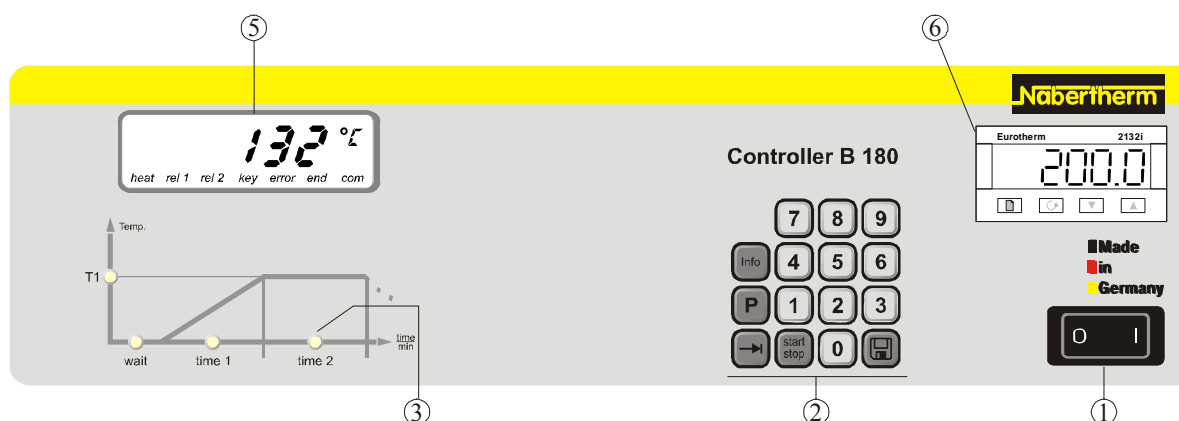 ⑤
⑥
Nabertherm
132 °C
heat rel 1 rel 2 key error end com
Controller B 180
Eurotherm 2132i
200.0
Temp.
T1
wait time 1 time 2
time
min
7 8 9
Info 4 5 6
P 1 2 3
start
stop
0
Made
in
Germany
O I
③
②
①